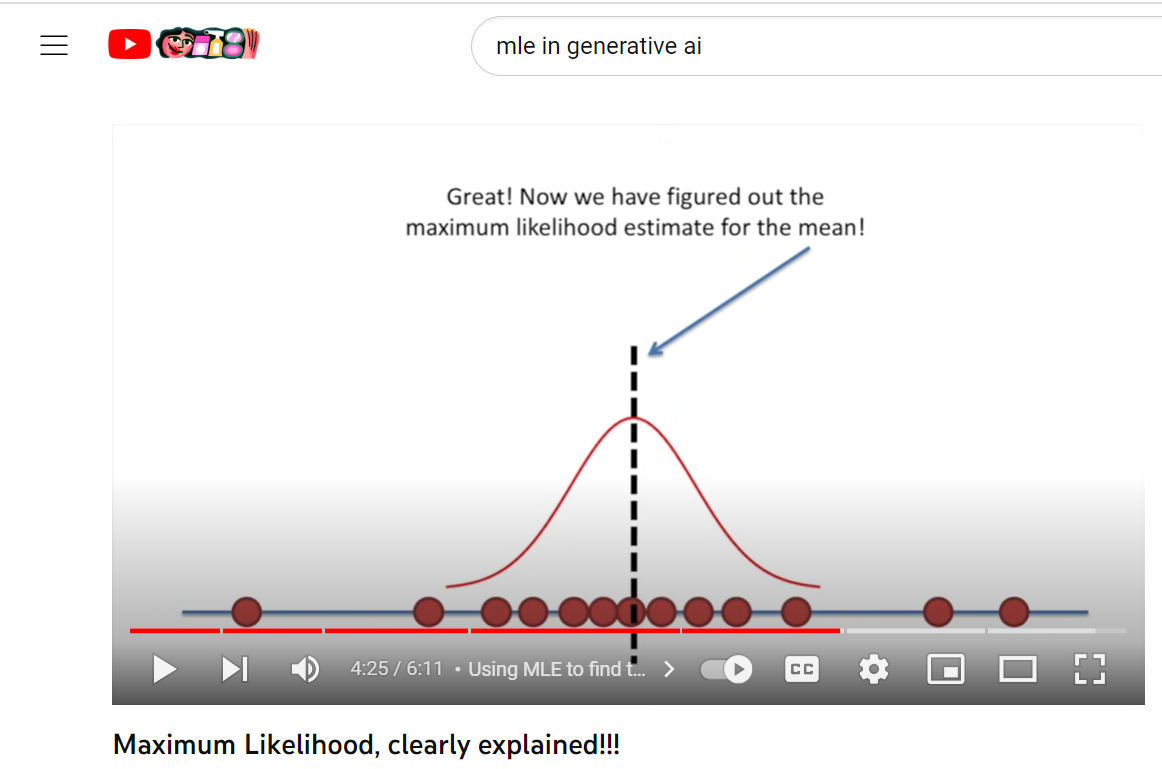 mle in generative ai
Great! Now we have figured out the
maximum likelihood estimate for the mean!
4:25 / 6:11 • Using MLE to find t...
CC
Maximum Likelihood, clearly explained!!!